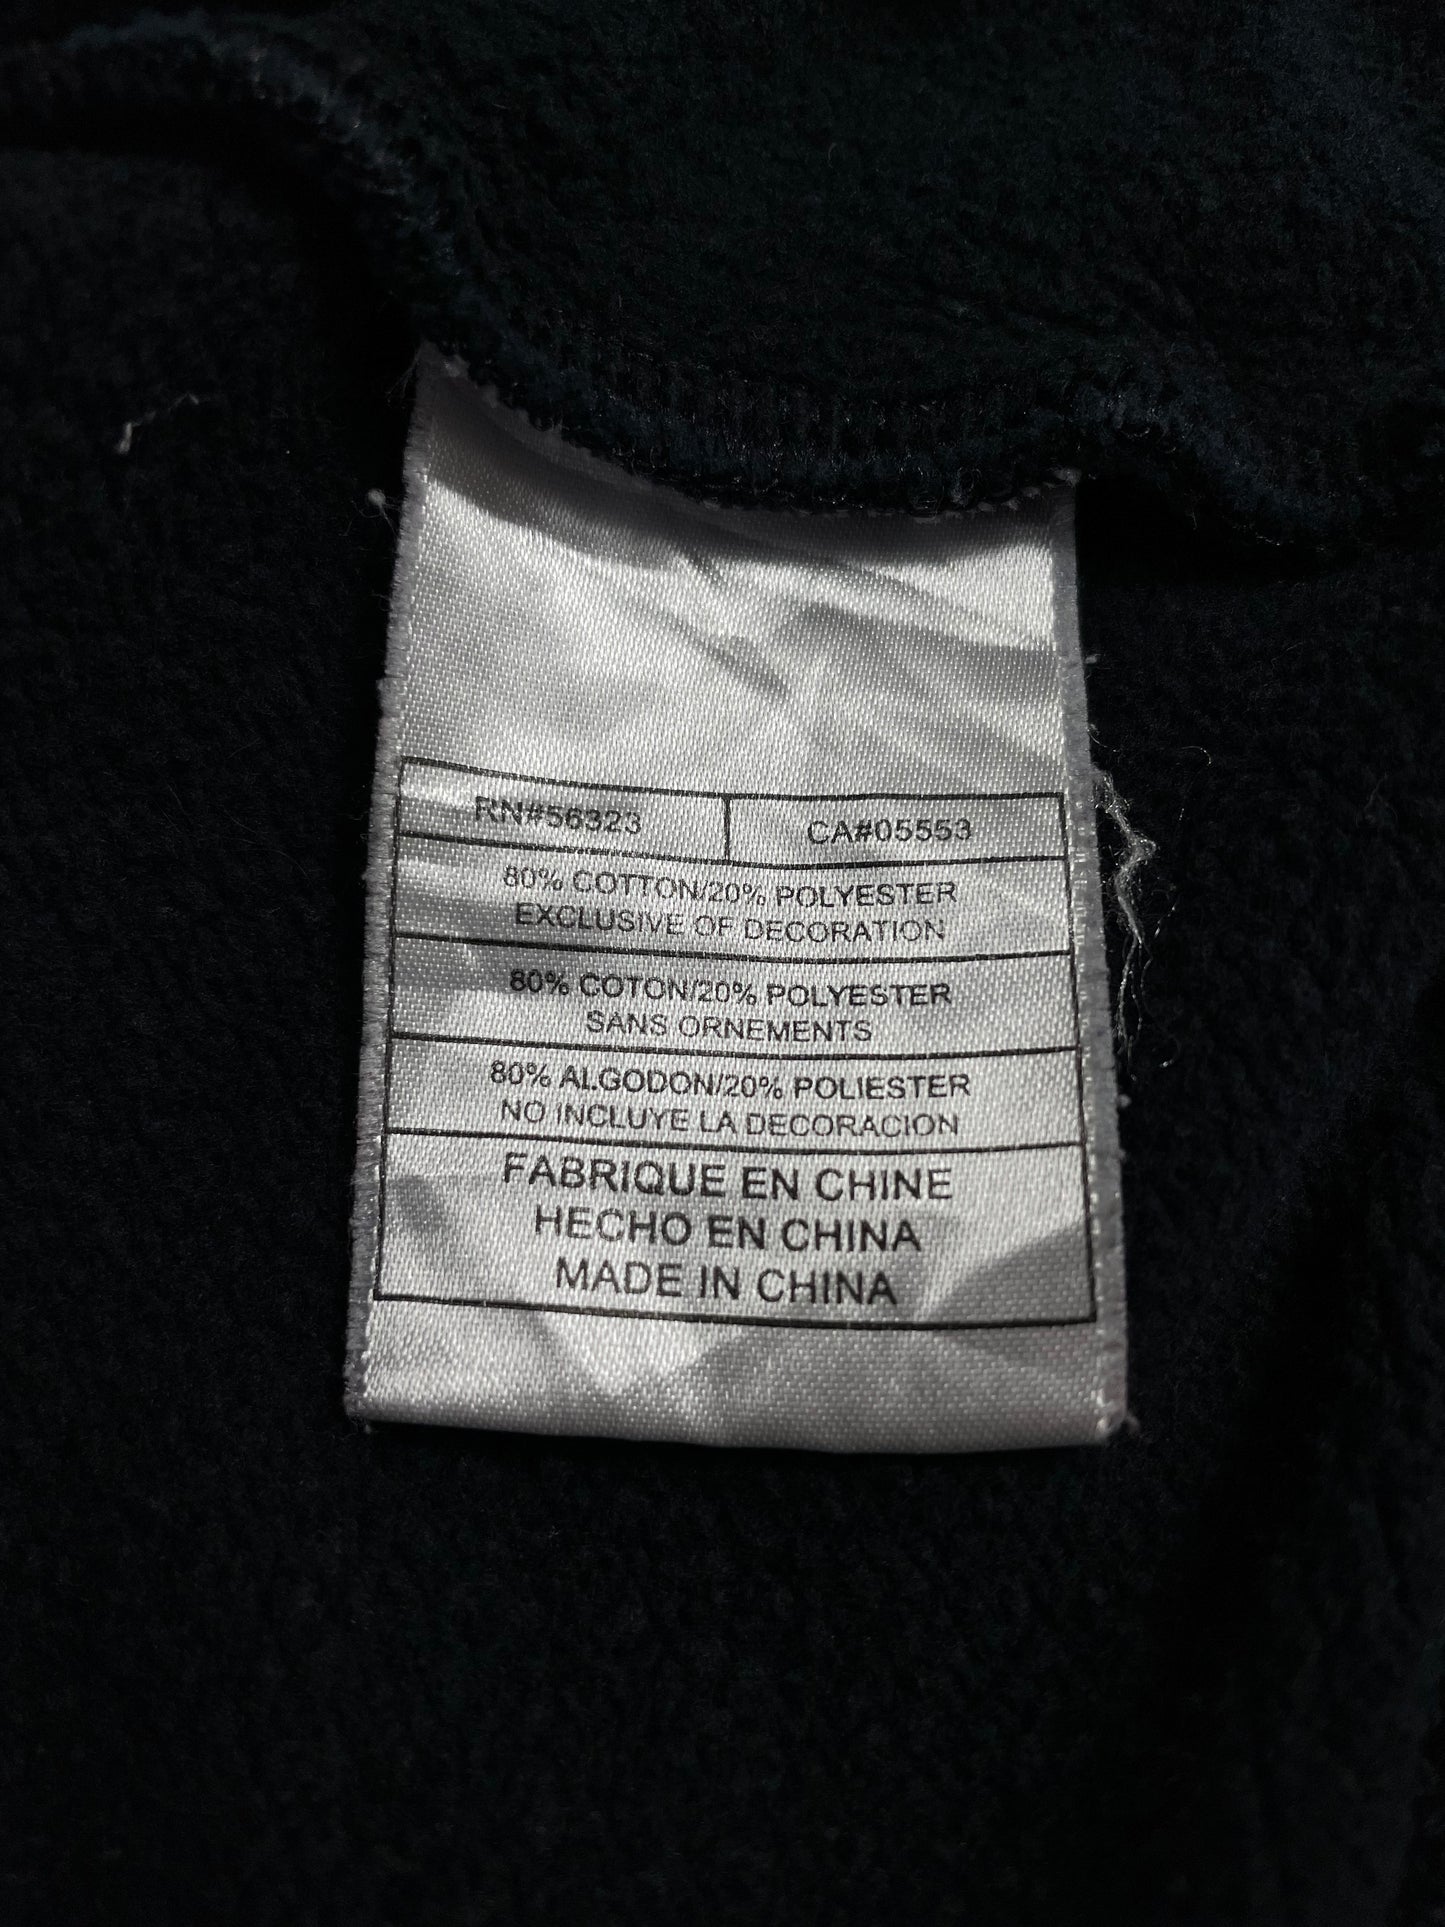 RN#56323 CA#05553
80% COTTON/20% POLYESTER
EXCLUSIVE OF DECORATION
80% COTON/20% POLYESTER
SANS ORNEMENTS
80% ALGODON/20% POLIESTER
NO INCLUYE LA DECORACION
FABRIQUE EN CHINE
HECHO EN CHINA
MADE IN CHINA